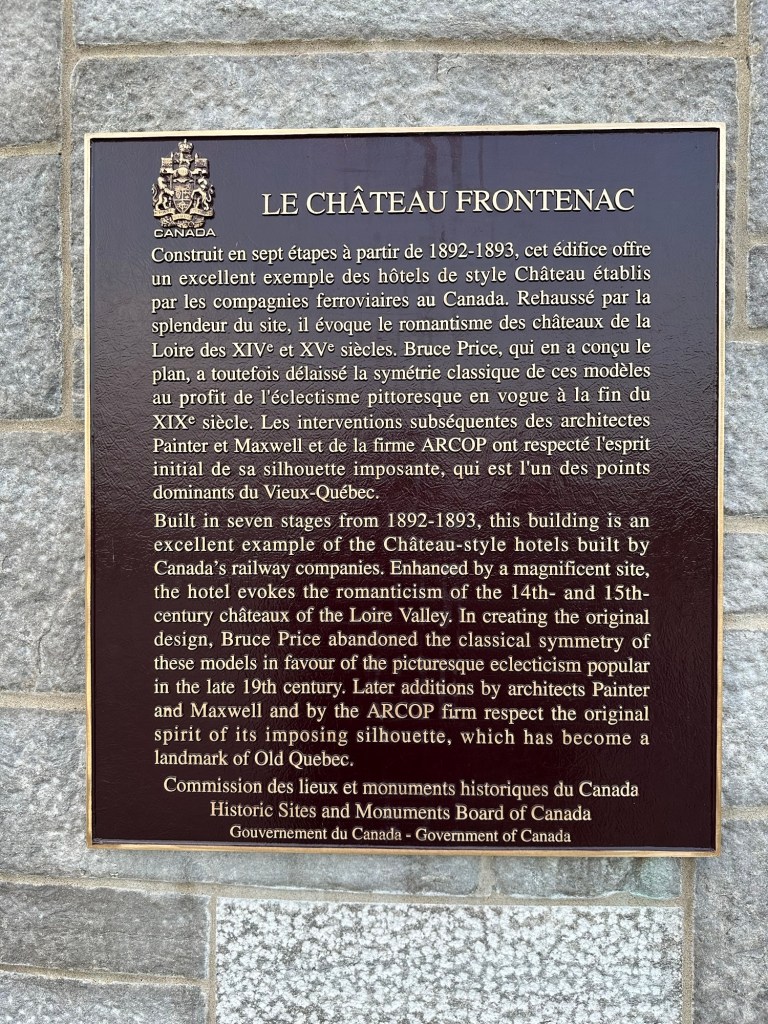 CANADA
LE CHÂTEAU FRONTENAC
Construit en sept étapes à partir de 1892-1893, cet édifice offre
un excellent exemple des hôtels de style Château établis
par les compagnies ferroviaires au Canada. Rehaussé par la
splendeur du site, il évoque le romantisme des châteaux de la
Loire des XIVe et XVe siècles. Bruce Price, qui en a conçu le
plan, a toutefois délaissé la symétrie classique de ces modèles
au profit de l'éclectisme pittoresque en vogue à la fin du
XIXe siècle. Les interventions subséquentes des architectes
Painter et Maxwell et de la firme ARCOP ont respecté l'esprit
initial de sa silhouette imposante, qui est l'un des points
dominants du Vieux-Québec.
Built in seven stages from 1892-1893, this building is an
excellent example of the Château-style hotels built by
Canada's railway companies. Enhanced by a magnificent site,
the hotel evokes the romanticism of the 14th- and 15th-
century châteaux of the Loire Valley. In creating the original
design, Bruce Price abandoned the classical symmetry of
these models in favour of the picturesque eclecticism popular
in the late 19th century. Later additions by architects Painter
and Maxwell and by the ARCOP firm respect the original
spirit of its imposing silhouette, which has become a
landmark of Old Quebec.
Commission des lieux et monuments historiques du Canada
Historic Sites and Monuments Board of Canada
Gouvernement du Canada - Government of Canada